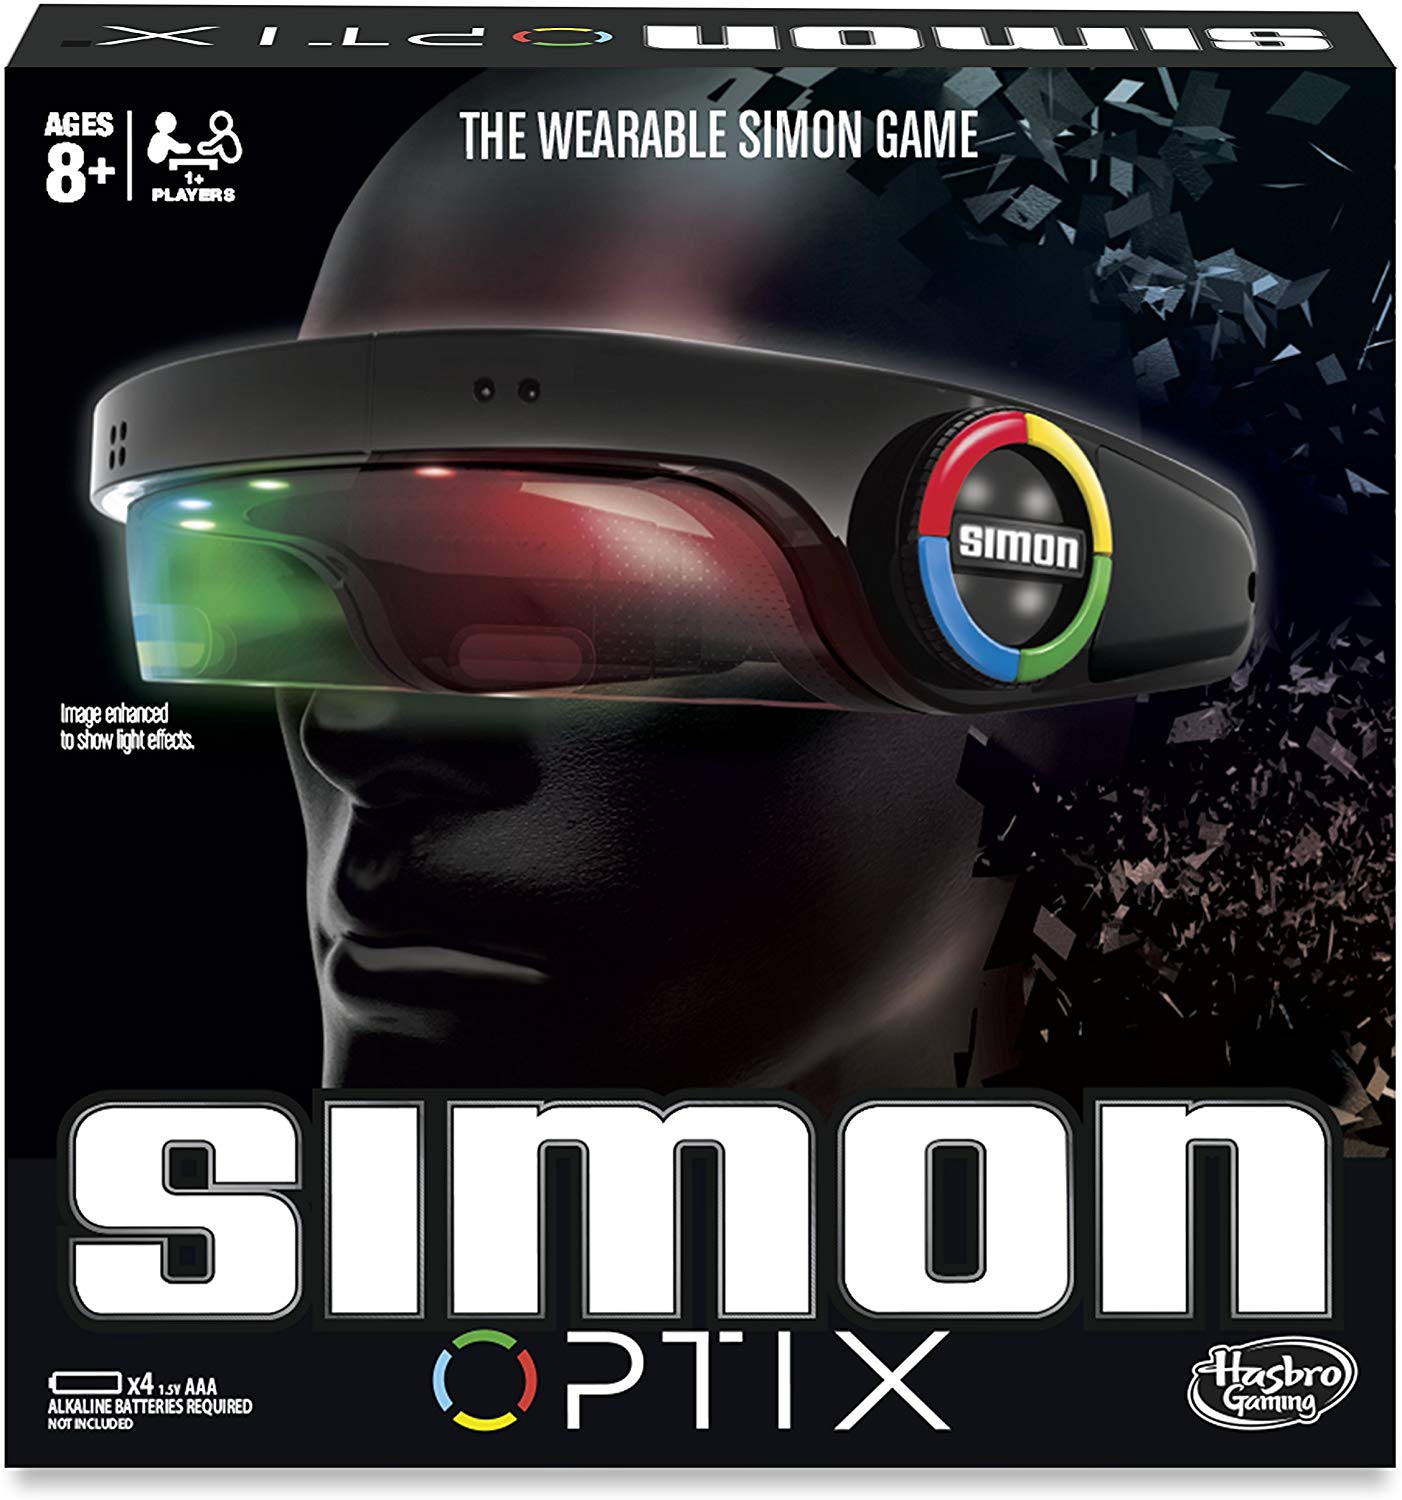 SIMON OPTIX
AGES
8+
1+
PLAYERS
THE WEARABLE SIMON GAME
SIMON
Image enhanced
to show light effects.
SIMON
OPTIX
X4 1.5V AAA
ALKALINE BATTERIES REQUIRED
NOT INCLUDED
Hasbro
Gaming